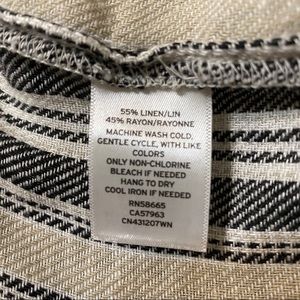 55% LINEN/LIN
45% RAYON/RAYONNE
MACHINE WASH COLD,
GENTLE CYCLE, WITH LIKE
COLORS
ONLY NON-CHLORINE
BLEACH IF NEEDED
HANG TO DRY
COOL IRON IF NEEDED
RN58665
CA57963
CN431207WN